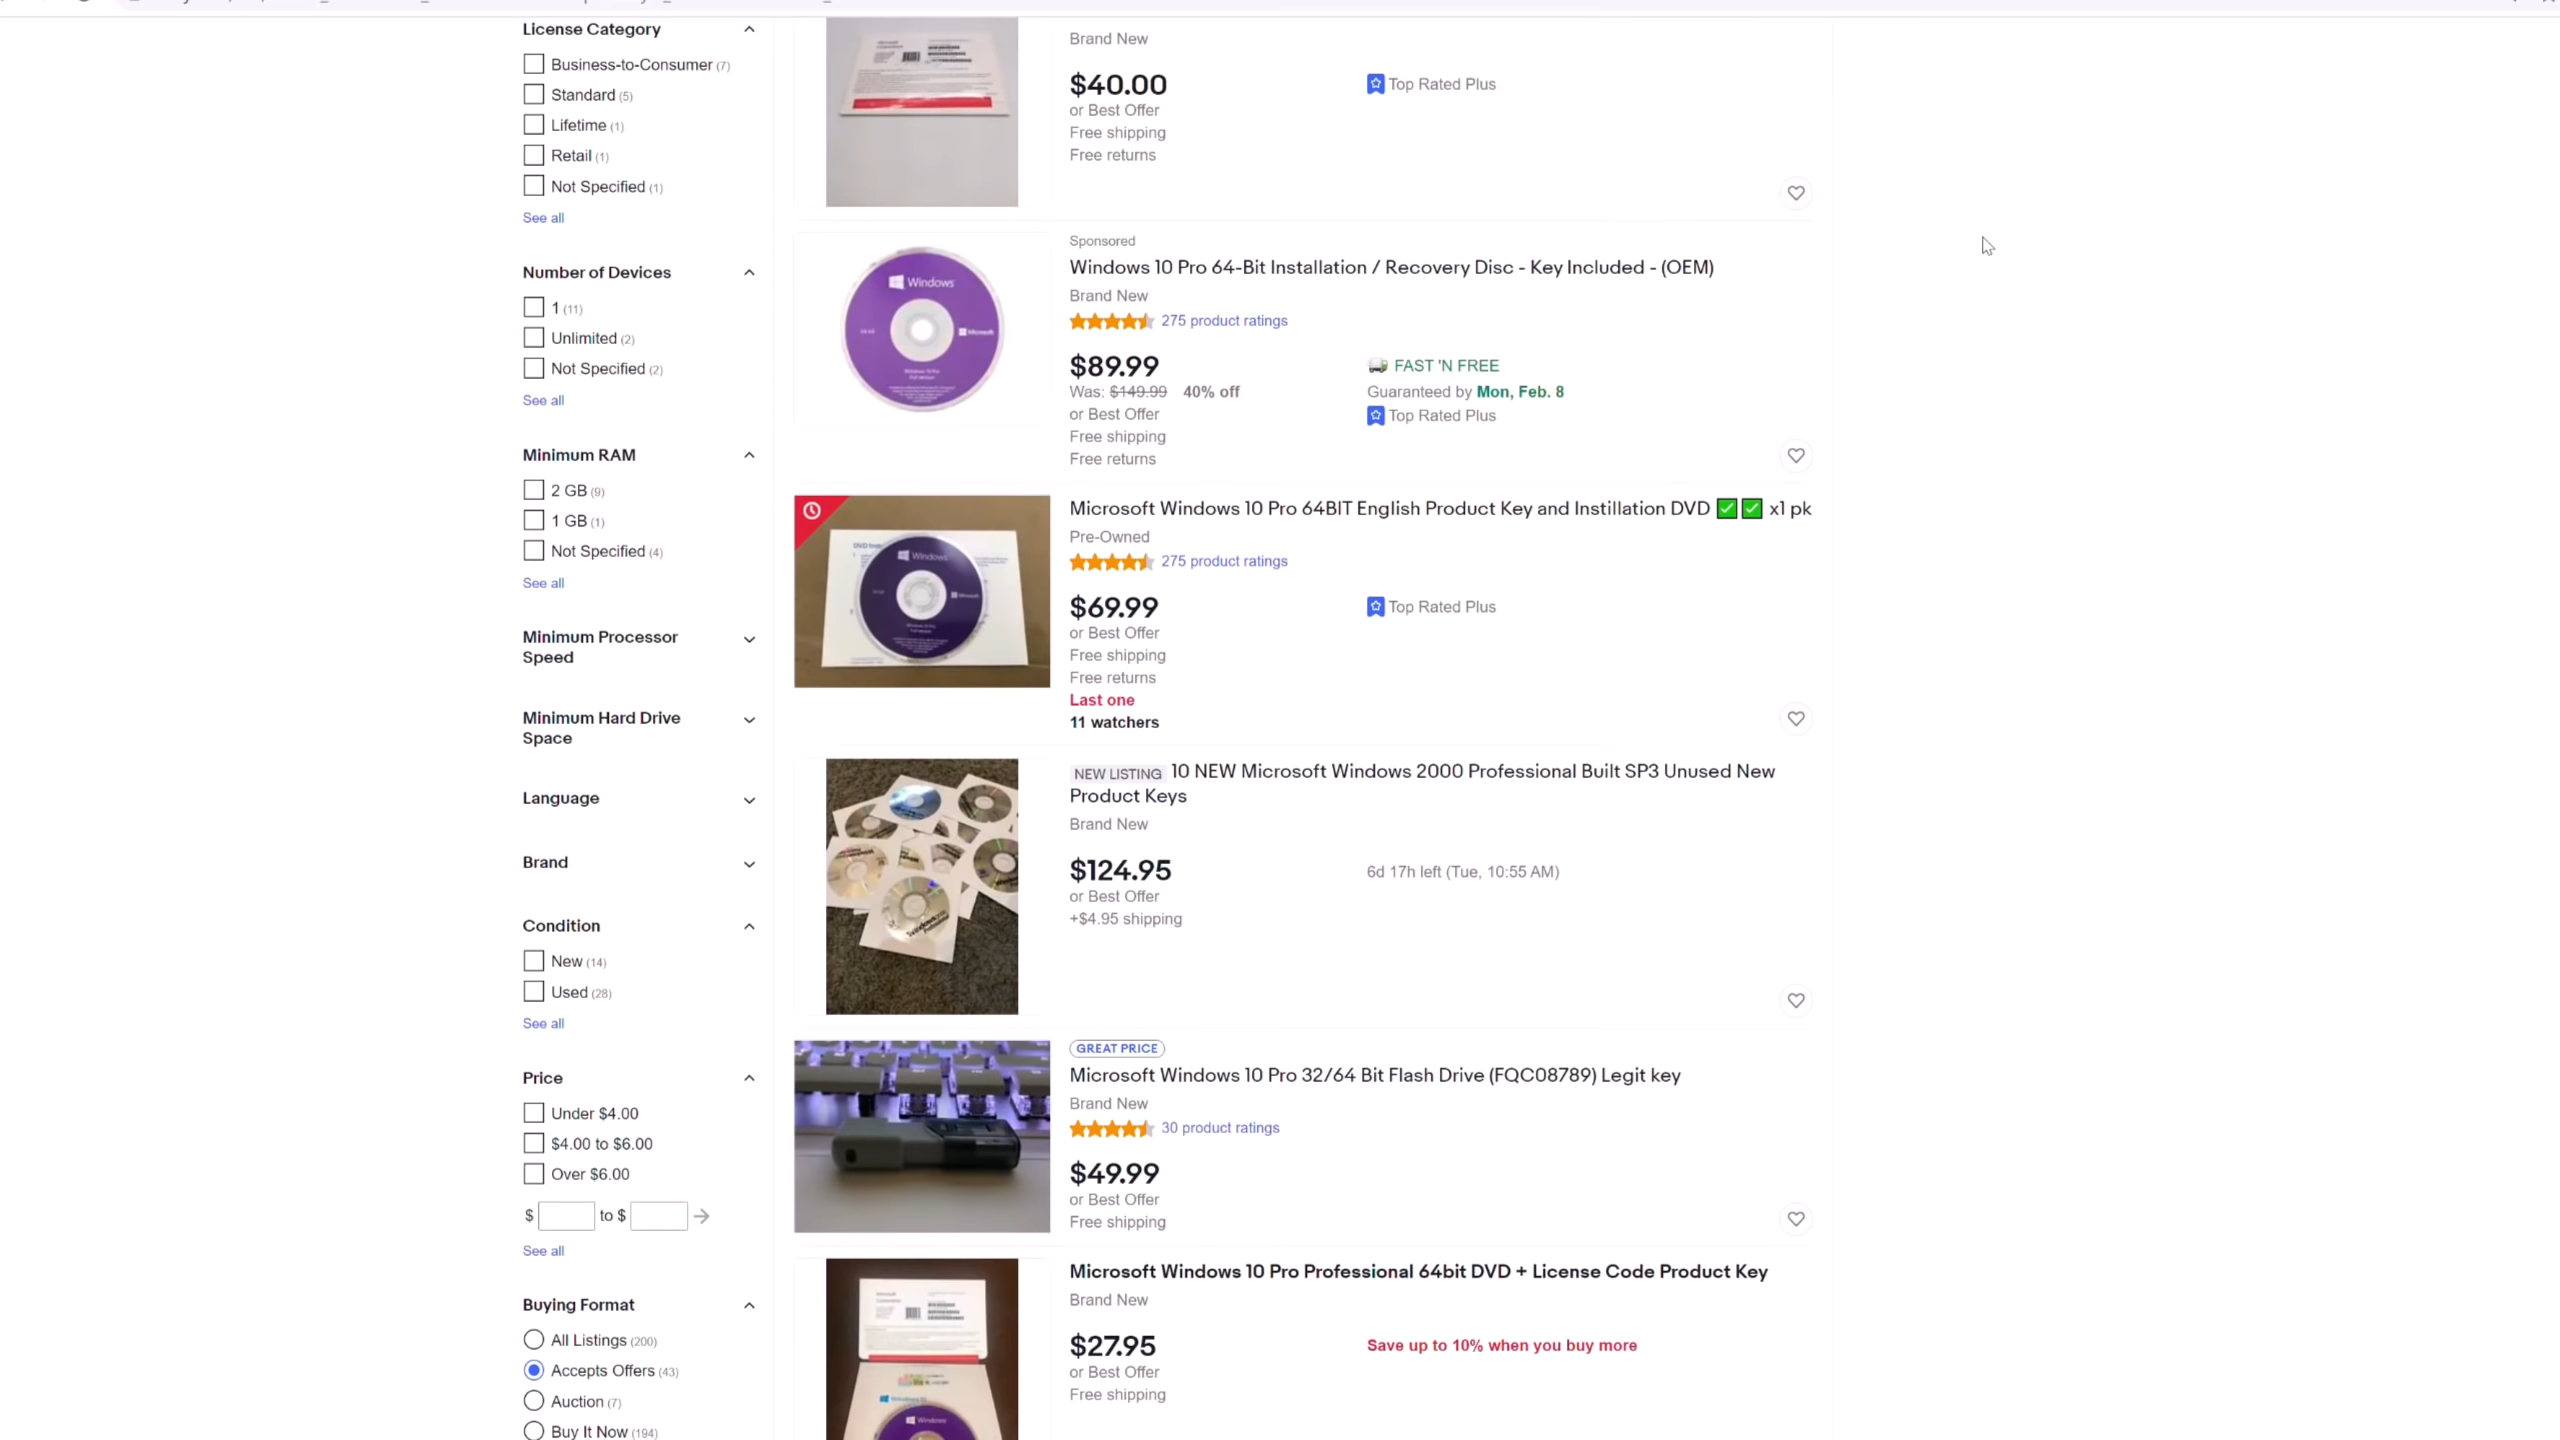 License Category
Business-to-Consumer (7)
Standard (5)
Lifetime (1)
Retail (1)
Not Specified (1)
See all
Number of Devices
1 (11)
Unlimited (2)
Not Specified (2)
See all
Minimum RAM
2 GB (9)
1 GB (1)
Not Specified (4)
See all
Minimum Processor
Speed
Minimum Hard Drive
Space
Language
Brand
Condition
New (14)
Used (28)
See all
Price
Under $4.00
$4.00 to $6.00
Over $6.00
$ to $
See all
Buying Format
All Listings (200)
Accepts Offers (43)
Auction (7)
Buy It Now (194)
Brand New
$40.00
Top Rated Plus
or Best Offer
Free shipping
Free returns
Windows
Microsoft
Sponsored
Windows 10 Pro 64-Bit Installation / Recovery Disc - Key Included - (OEM)
Brand New
275 product ratings
$89.99
FAST 'N FREE
Was: $149.99 40% off
Guaranteed by Mon, Feb. 8
or Best Offer
Top Rated Plus
Free shipping
Free returns
Windows
Microsoft
Microsoft Windows 10 Pro 64BIT English Product Key and Instillation DVD ✅✅ x1 pk
Pre-Owned
275 product ratings
$69.99
Top Rated Plus
or Best Offer
Free shipping
Free returns
Last one
11 watchers
NEW LISTING 10 NEW Microsoft Windows 2000 Professional Built SP3 Unused New
Product Keys
Brand New
$124.95
6d 17h left (Tue, 10:55 AM)
or Best Offer
+$4.95 shipping
GREAT PRICE
Microsoft Windows 10 Pro 32/64 Bit Flash Drive (FQC08789) Legit key
Brand New
30 product ratings
$49.99
or Best Offer
Free shipping
Windows
Microsoft Windows 10 Pro Professional 64bit DVD + License Code Product Key
Brand New
$27.95
Save up to 10% when you buy more
or Best Offer
Free shipping